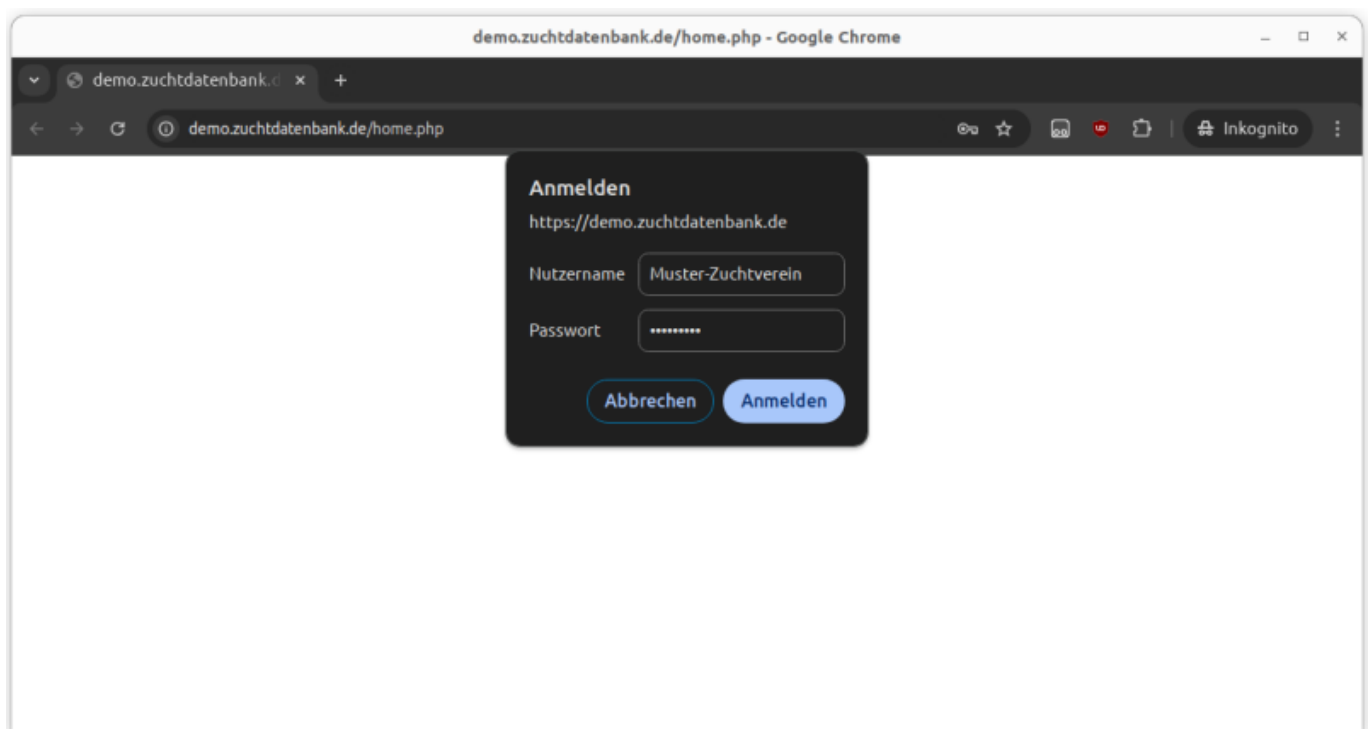 demo.zuchtdatenbank.de/home.php - Google Chrome
demo.zuchtdatenbank.d
demo.zuchtdatenbank.de/home.php
Inkognito
Anmelden
https://demo.zuchtdatenbank.de
Nutzername Muster-Zuchtverein
Passwort •••••••••
Abbrechen Anmelden